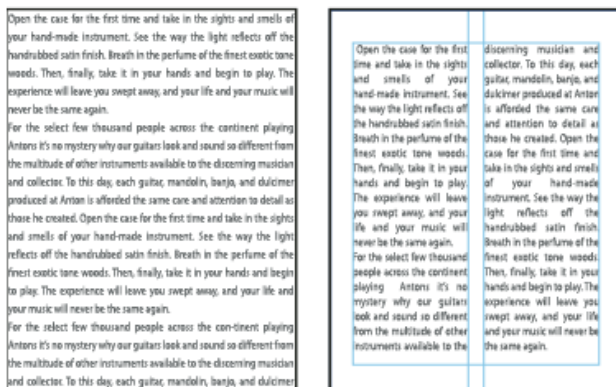 Open the case for the first time and take in the sights and smells of
your hand-made instrument. See the way the light reflects off the
handrubbed satin finish. Breath in the perfume of the finest exotic tone
woods. Then, finally, take it in your hands and begin to play. The
experience will leave you swept away, and your life and your music will
never be the same again.
For the select few thousand people across the continent playing
Antons it's no mystery why our guitars look and sound so different from
the multitude of other instruments available to the discerning musician
and collector. To this day, each guitar, mandolin, banjo, and dulcimer
produced at Anton is afforded the same care and attention to detail as
those he created. Open the case for the first time and take in the sights
and smells of your hand-made instrument. See the way the light
reflects off the handrubbed satin finish. Breath in the perfume of the
finest exotic tone woods. Then, finally, take it in your hands and begin
to play. The experience will leave you swept away, and your life and
your music will never be the same again.
For the select few thousand people across the con-tinent playing
Antons it's no mystery why our guitars look and sound so different from
the multitude of other instruments available to the discerning musician
and collector. To this day, each guitar, mandolin, banjo, and dulcimer
Open the case for the first
time and take in the sights
and smells of your
hand-made instrument. See
the way the light reflects off
the handrubbed satin finish.
Breath in the perfume of the
finest exotic tone woods.
Then, finally, take it in your
hands and begin to play.
The experience will leave
you swept away, and your
life and your music will
never be the same again.
For the select few thousand
people across the continent
playing Antons it's no
mystery why our guitars
look and sound so different
from the multitude of other
instruments available to the
discerning musician and
collector. To this day, each
guitar, mandolin, banjo, and
dulcimer produced at Anton
is afforded the same care
and attention to detail as
those he created. Open the
case for the first time and
take in the sights and smells
of your hand-made
instrument. See the way the
light reflects off the
handrubbed satin finish.
Breath in the perfume of the
finest exotic tone woods.
Then, finally, take it in your
hands and begin to play. The
experience will leave you
swept away, and your life
and your music will never be
the same again.